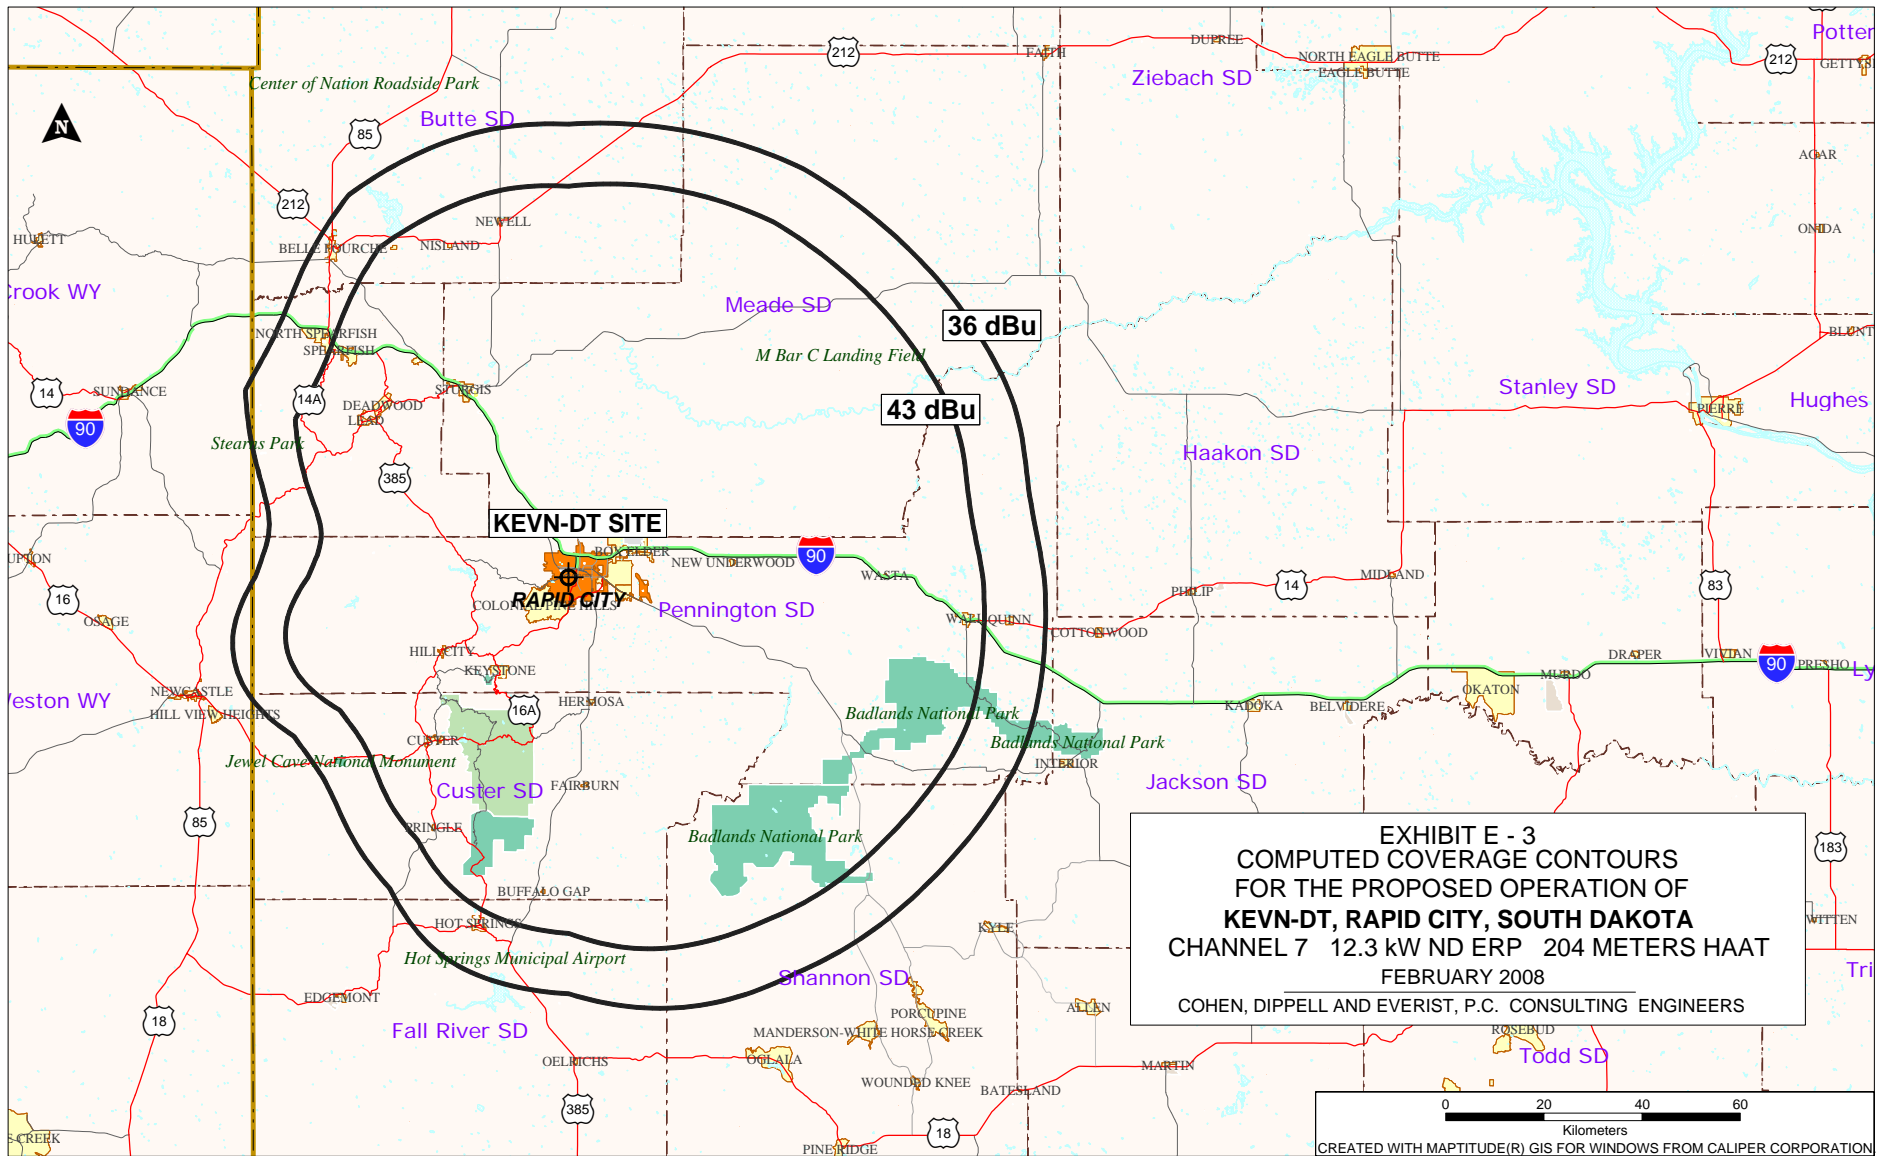 Potter
212
DUPREE
FAITH
212
NORTH EAGLE BUTTE
EAGLE BUTTE
212
Ziebach SD
Center of Nation Roadside Park
N
Butte SD
85
AGAR
212
NEWELL
HULETT
BELLE FOURCHE
NISLAND
ONIDA
Crook WY
Meade SD
36 dBu
NORTH SPEARFISH
SPEARFISH
BLUNT
M Bar C Landing Field
14
SUNDANCE
14A
STURGIS
Stanley SD
Hughes
DEADWOOD
LEAD
43 dBu
PIERRE
90
Stearns Park
Haakon SD
385
KEVN-DT SITE
BOX ELDER
90
UPTON
NEW UNDERWOOD
WASTA
MIDLAND
14
83
16
RAPID CITY
COLONIAL PINE HILLS
Pennington SD
PHILIP
OSAGE
WALL
QUINN
COTTONWOOD
HILL CITY
KEYSTONE
DRAPER
VIVIAN
90
PRESHO
Ly
MURDO
OKATON
NEWCASTLE
Weston WY
HILL VIEW HEIGHTS
16A
HERMOSA
Badlands National Park
KADOKA
BELVIDERE
CUSTER
Badlands National Park
Jewel Cave National Monument
INTERIOR
Custer SD
FAIRBURN
Jackson SD
85
PRINGLE
Badlands National Park
183
EXHIBIT E - 3
COMPUTED COVERAGE CONTOURS
FOR THE PROPOSED OPERATION OF
KEVN-DT, RAPID CITY, SOUTH DAKOTA
CHANNEL 7 12.3 kW ND ERP 204 METERS HAAT
FEBRUARY 2008
COHEN, DIPPELL AND EVERIST, P.C. CONSULTING ENGINEERS
BUFFALO GAP
HOT SPRINGS
KYLE
WITTEN
Hot Springs Municipal Airport
Shannon SD
Tri
EDGEMONT
18
Fall River SD
PORCUPINE
ALLEN
MANDERSON-WHITE HORSE CREEK
ROSEBUD
OELRICHS
OGLALA
MARTIN
Todd SD
WOUNDED KNEE
BATESLAND
385
18
S CREEK
PINE RIDGE
0 20 40 60
Kilometers
CREATED WITH MAPTITUDE(R) GIS FOR WINDOWS FROM CALIPER CORPORATION